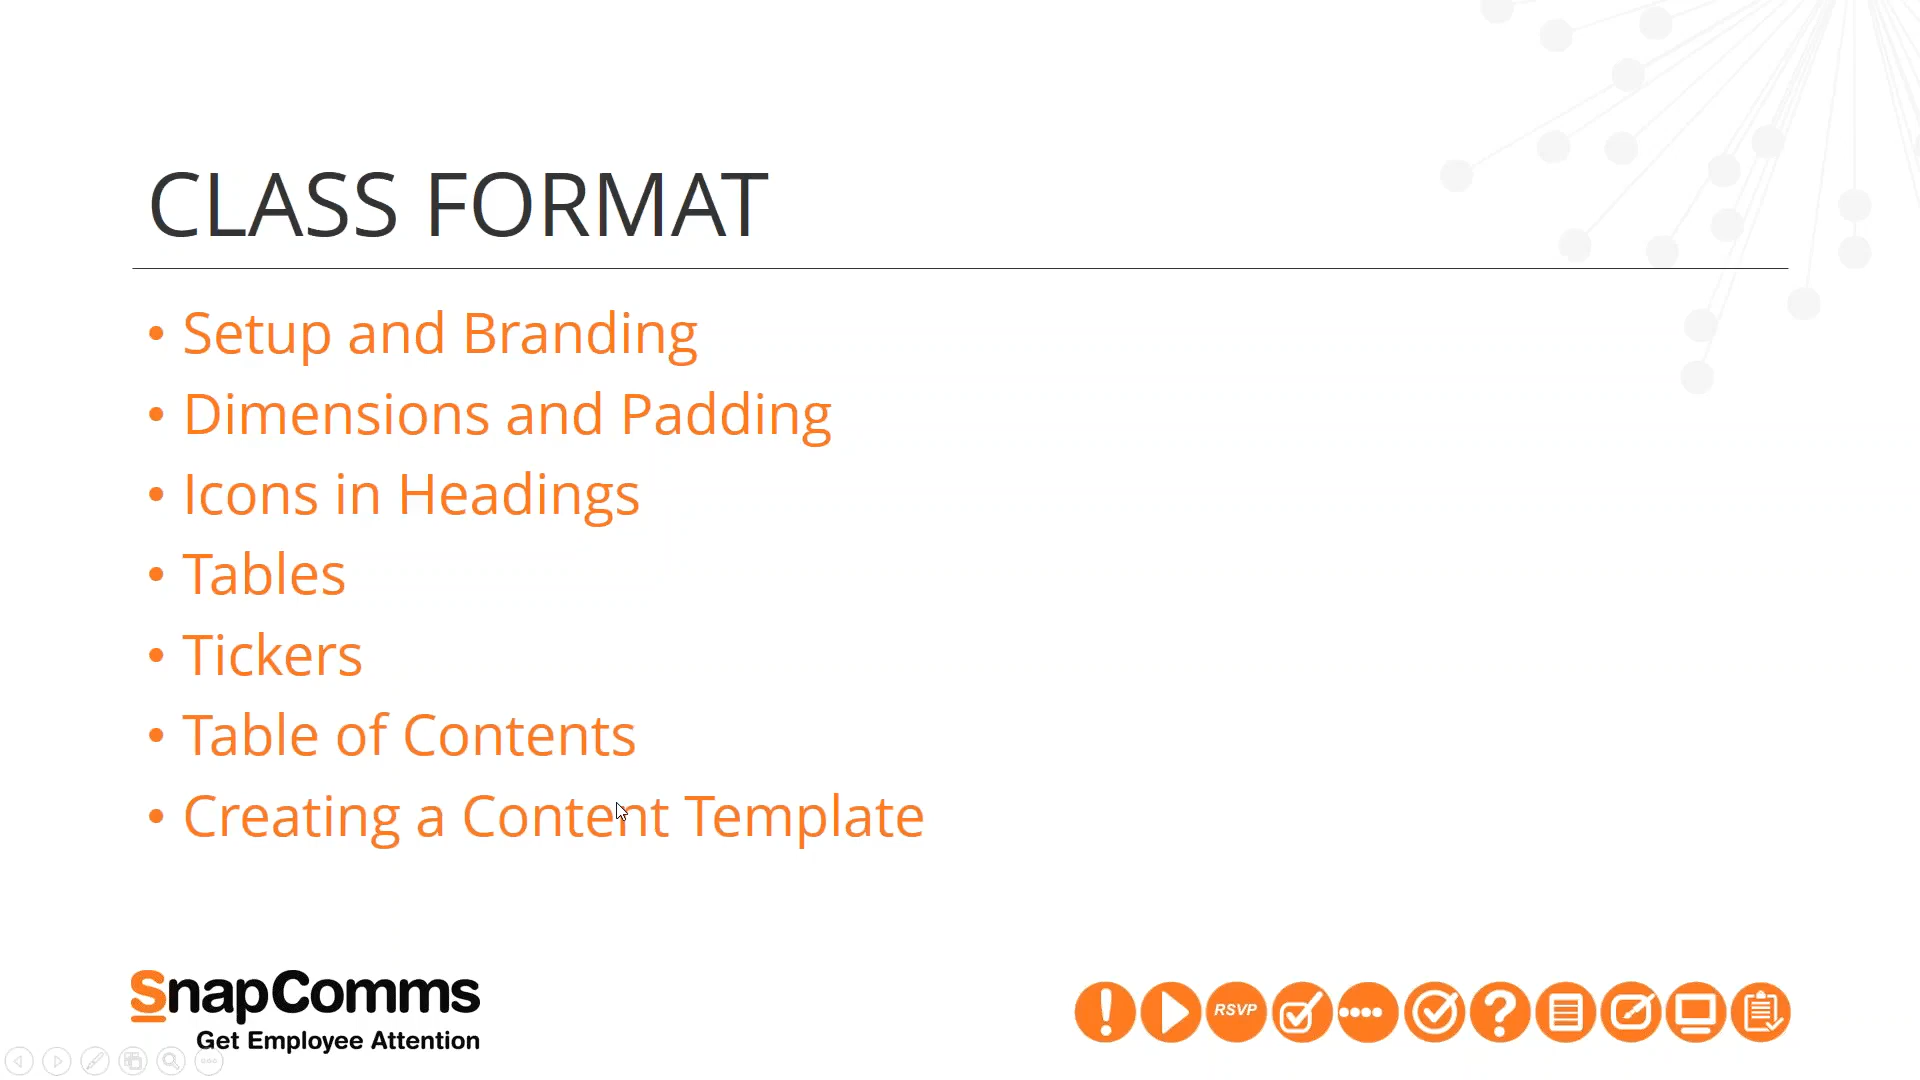 CLASS FORMAT
• Setup and Branding
• Dimensions and Padding
• Icons in Headings
• Tables
• Tickers
• Table of Contents
• Creating a Content Template
SnapComms
Get Employee Attention
RSVP